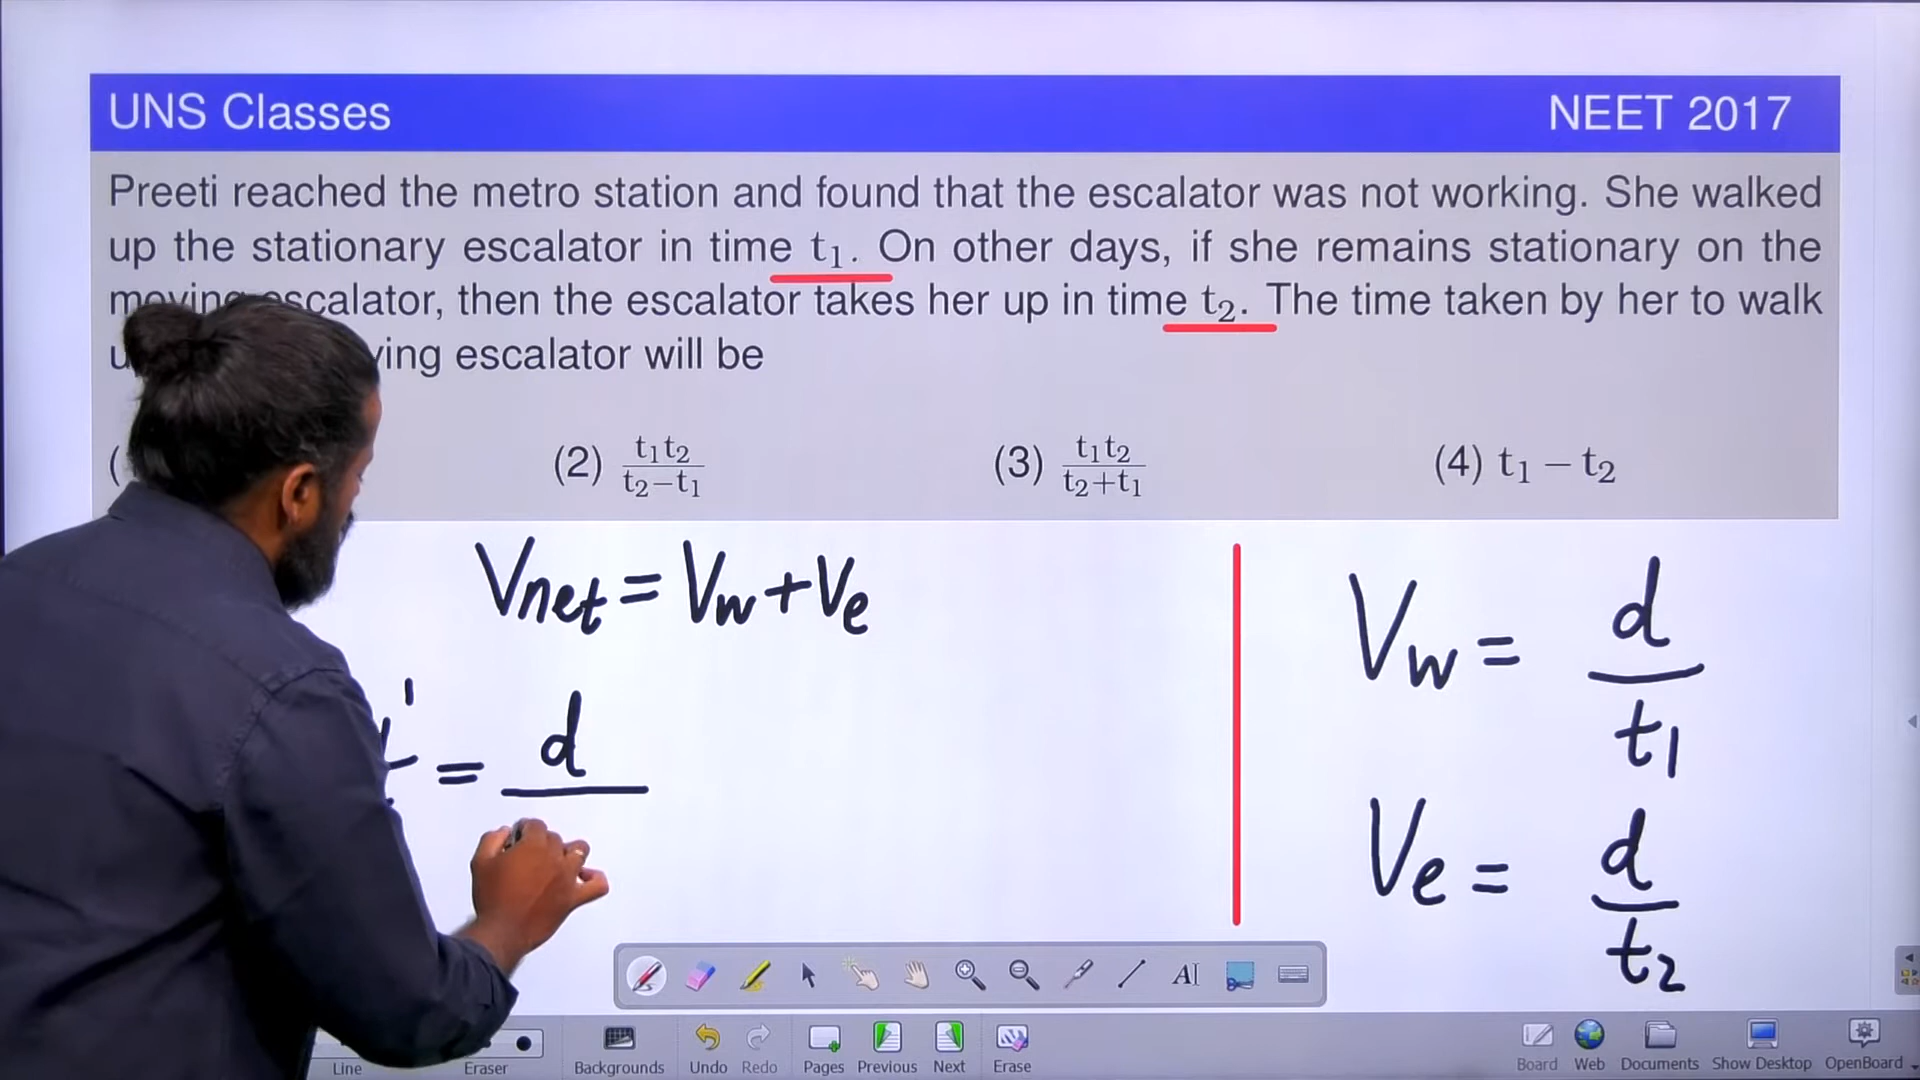 UNS Classes NEET 2017
Preeti reached the metro station and found that the escalator was not working. She walked
up the stationary escalator in time t₁. On other days, if she remains stationary on the
moving escalator, then the escalator takes her up in time t₂. The time taken by her to walk
escalator will be
(2) t₁t₂/t₂−t₁ (3) t₁t₂/t₂+t₁ (4) t₁ − t₂
Vnet = Vw + Ve
Vw = d/t1
t' = d
Ve = d/t2
AI
Line Eraser Backgrounds Undo Redo Pages Previous Next Erase Board Web Documents Show Desktop OpenBoard